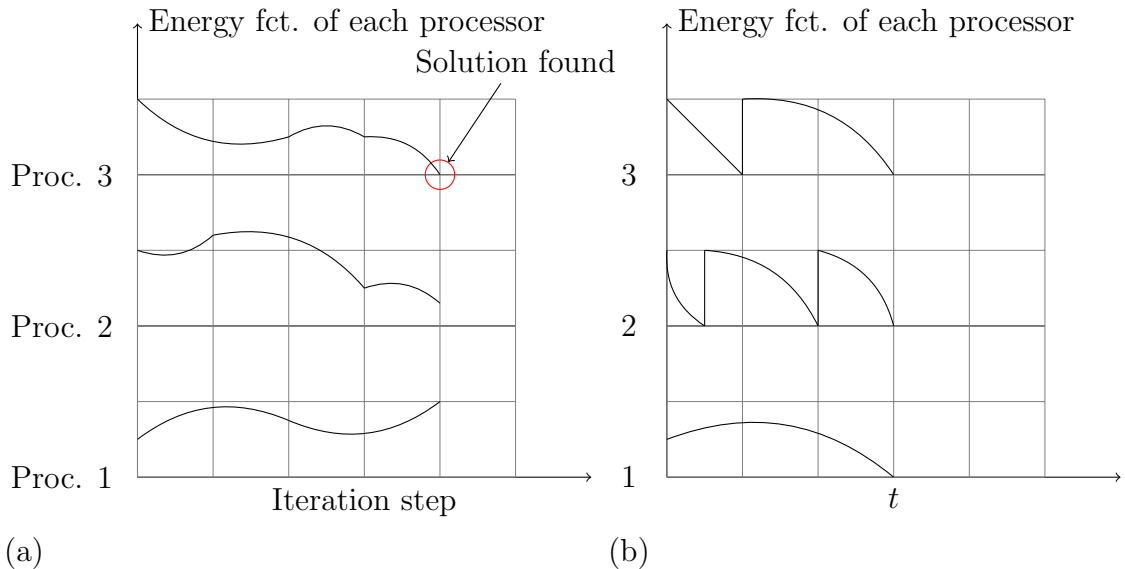 Energy fct. of each processor
Solution found
Proc. 3
Proc. 2
Proc. 1
Iteration step
(a)
Energy fct. of each processor
3
2
1
t
(b)